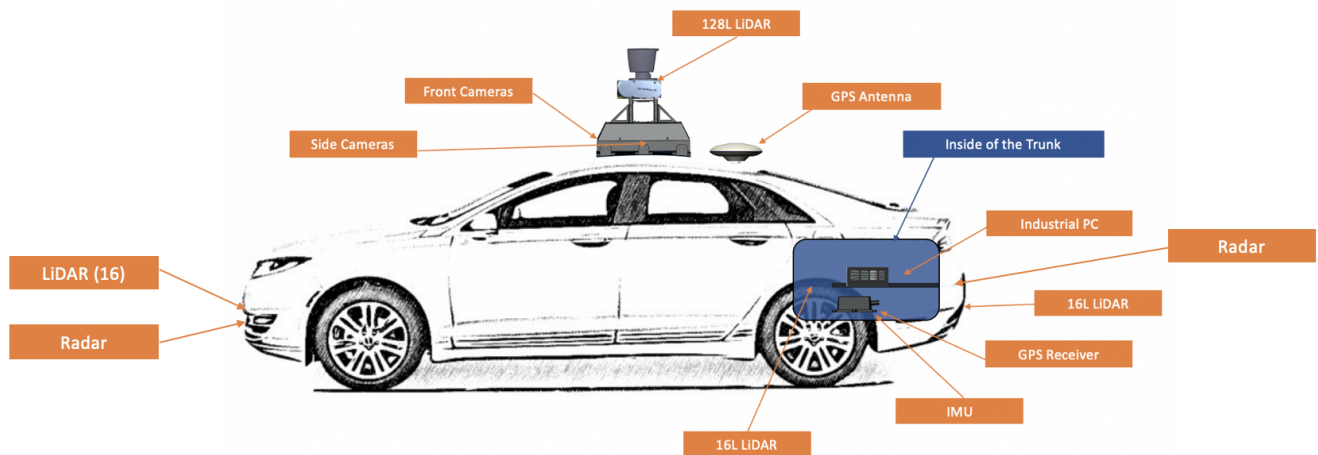 128L LiDAR
Front Cameras
GPS Antenna
Side Cameras
Inside of the Trunk
Industrial PC
Radar
LiDAR (16)
16L LiDAR
Radar
GPS Receiver
IMU
16L LiDAR